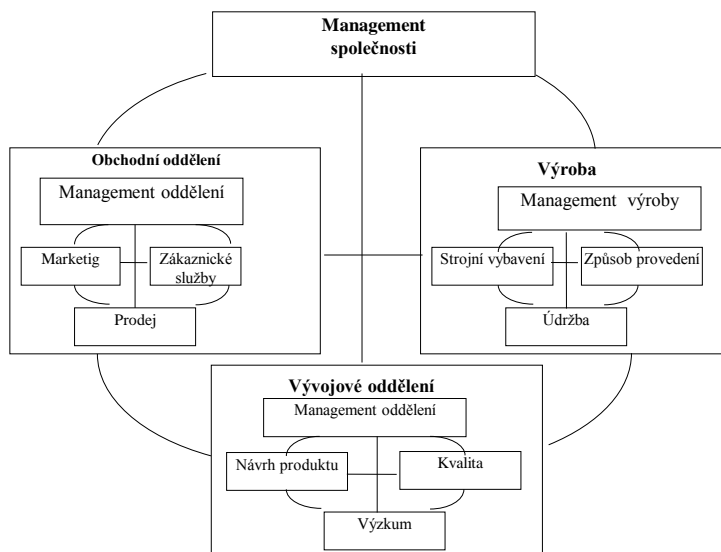 Management
společnosti
Obchodní oddělení
Management oddělení
Marketig
Zákaznické
služby
Prodej
Výroba
Management výroby
Strojní vybavení
Způsob provedení
Údržba
Vývojové oddělení
Management oddělení
Návrh produktu
Kvalita
Výzkum